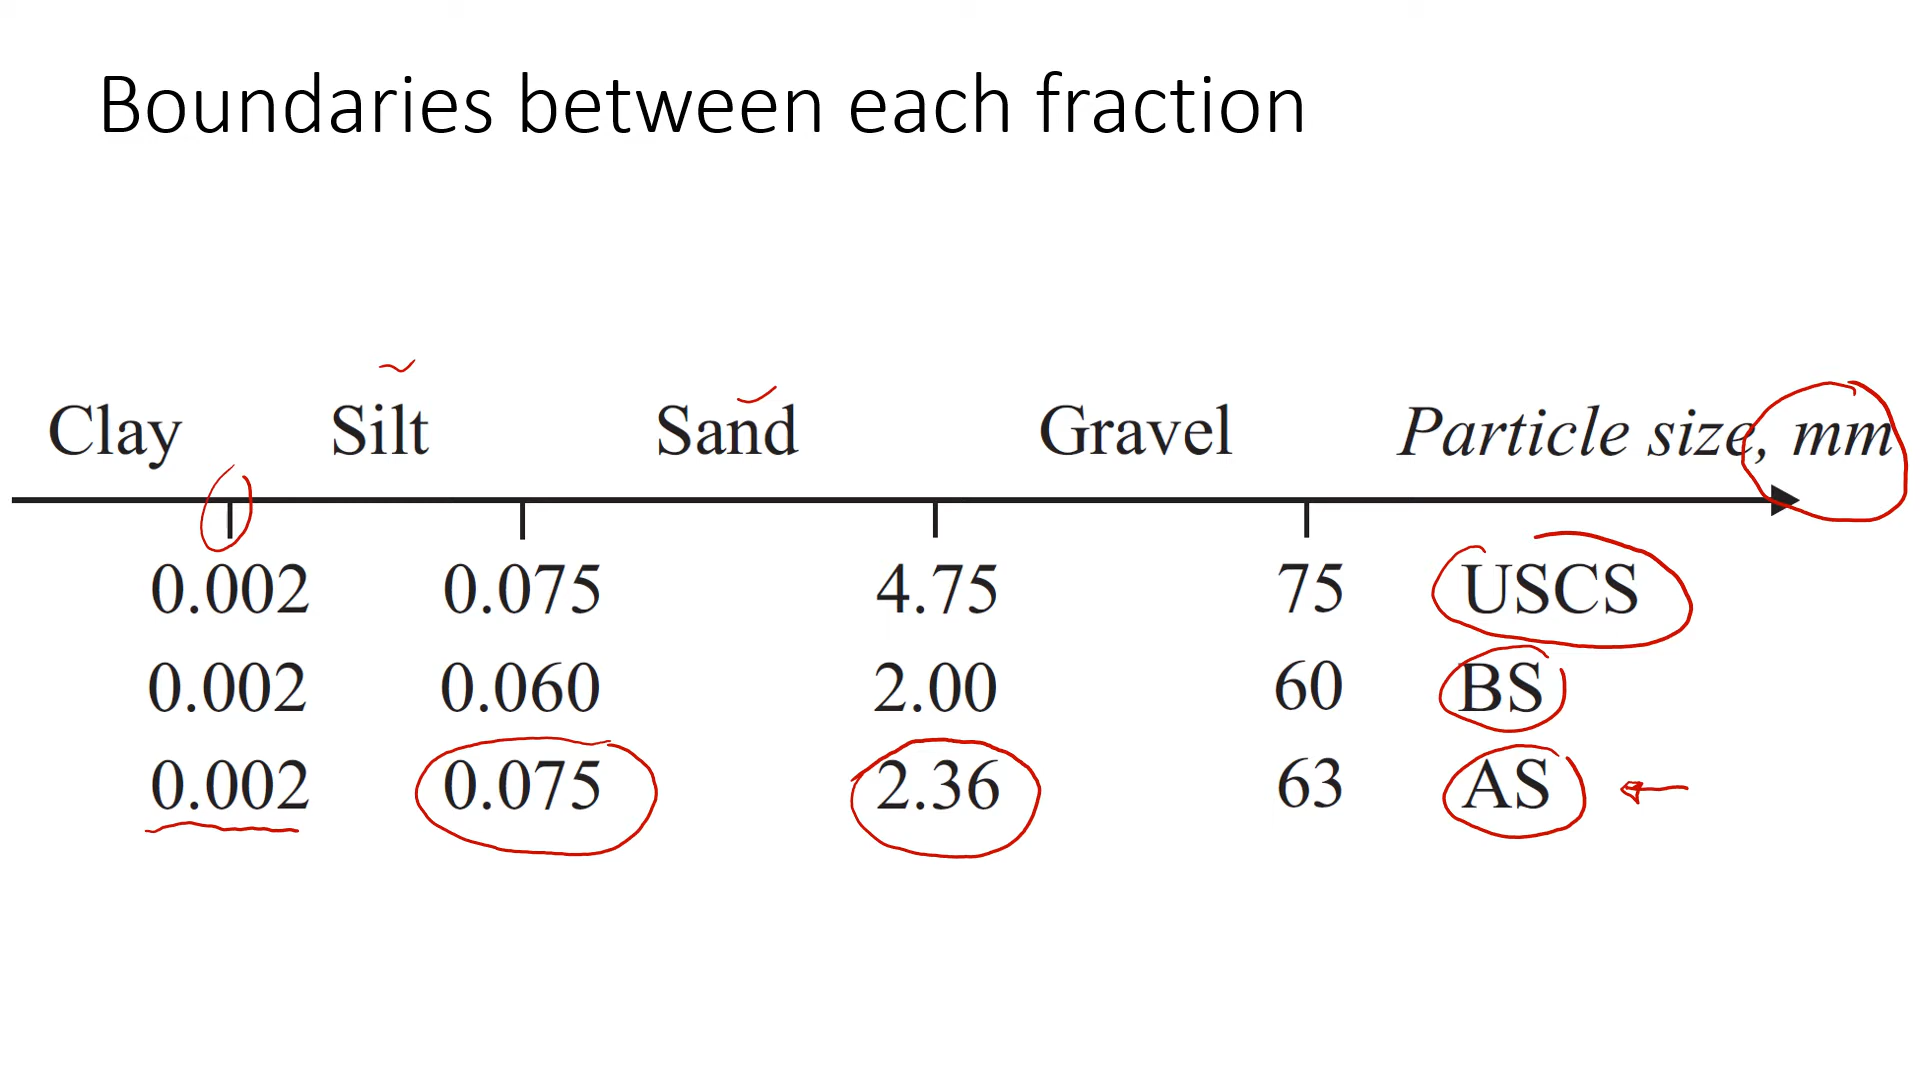 Boundaries between each fraction
Clay Silt Sand Gravel Particle size, mm
0.002 0.075 4.75 75 USCS
0.002 0.060 2.00 60 BS
0.002 0.075 2.36 63 AS